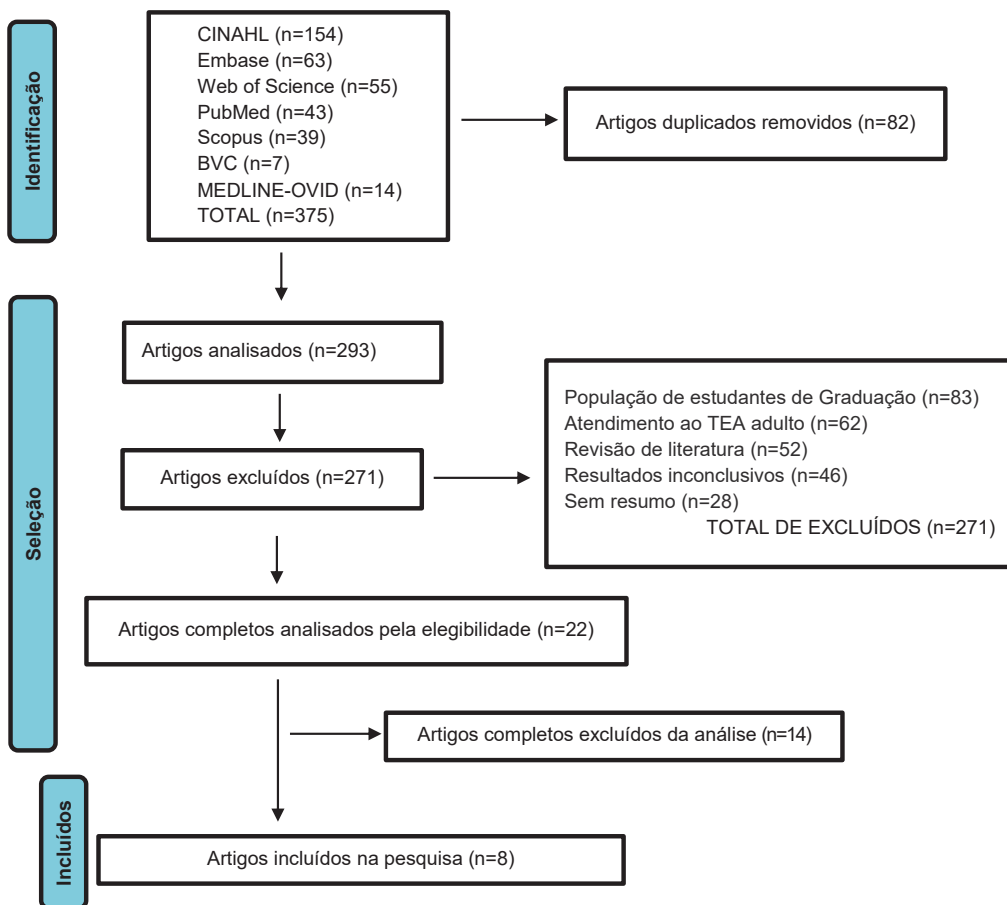 Identificação
CINAHL (n=154)
Embase (n=63)
Web of Science (n=55)
PubMed (n=43)
Scopus (n=39)
BVC (n=7)
MEDLINE-OVID (n=14)
TOTAL (n=375)
Artigos duplicados removidos (n=82)
Seleção
Artigos analisados (n=293)
Artigos excluídos (n=271)
População de estudantes de Graduação (n=83)
Atendimento ao TEA adulto (n=62)
Revisão de literatura (n=52)
Resultados inconclusivos (n=46)
Sem resumo (n=28)
TOTAL DE EXCLUÍDOS (n=271)
Artigos completos analisados pela elegibilidade (n=22)
Artigos completos excluídos da análise (n=14)
Incluídos
Artigos incluídos na pesquisa (n=8)